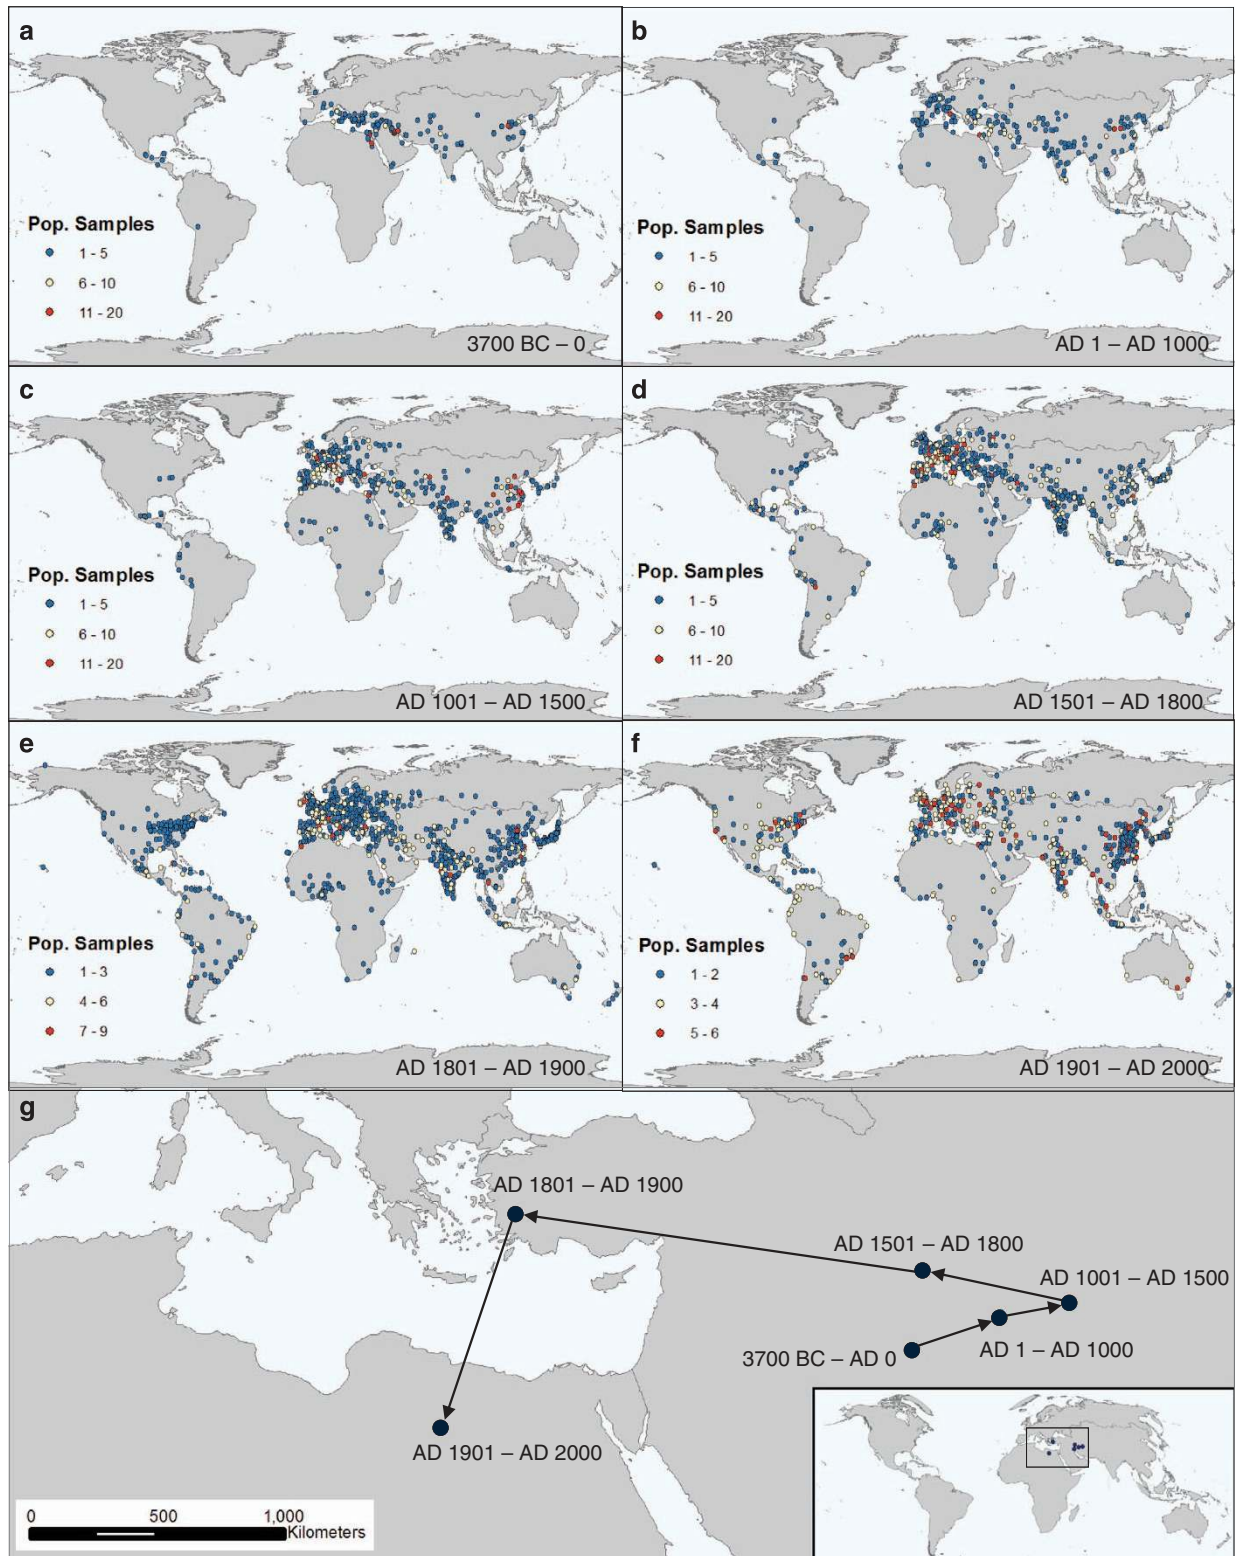 a
Pop. Samples
1 - 5
6 - 10
11 - 20
3700 BC – 0
b
Pop. Samples
1 - 5
6 - 10
11 - 20
AD 1 – AD 1000
c
Pop. Samples
1 - 5
6 - 10
11 - 20
AD 1001 – AD 1500
d
Pop. Samples
1 - 5
6 - 10
11 - 20
AD 1501 – AD 1800
e
Pop. Samples
1 - 3
4 - 6
7 - 9
AD 1801 – AD 1900
f
Pop. Samples
1 - 2
3 - 4
5 - 6
AD 1901 – AD 2000
g
AD 1801 – AD 1900
AD 1501 – AD 1800
AD 1001 – AD 1500
3700 BC – AD 0
AD 1 – AD 1000
AD 1901 – AD 2000
0 500 1,000
Kilometers